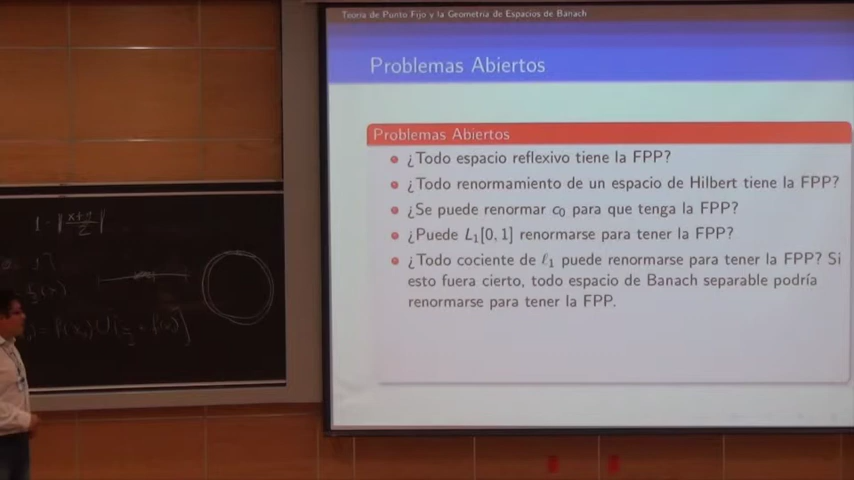 Teoría de Punto Fijo y la Geometría de Espacios de Banach
Problemas Abiertos
Problemas Abiertos
¿Todo espacio reflexivo tiene la FPP?
¿Todo renormamiento de un espacio de Hilbert tiene la FPP?
¿Se puede renormar c₀ para que tenga la FPP?
¿Puede L₁[0, 1] renormarse para tener la FPP?
¿Todo cociente de ℓ₁ puede renormarse para tener la FPP? Si
esto fuera cierto, todo espacio de Banach separable podría
renormarse para tener la FPP.